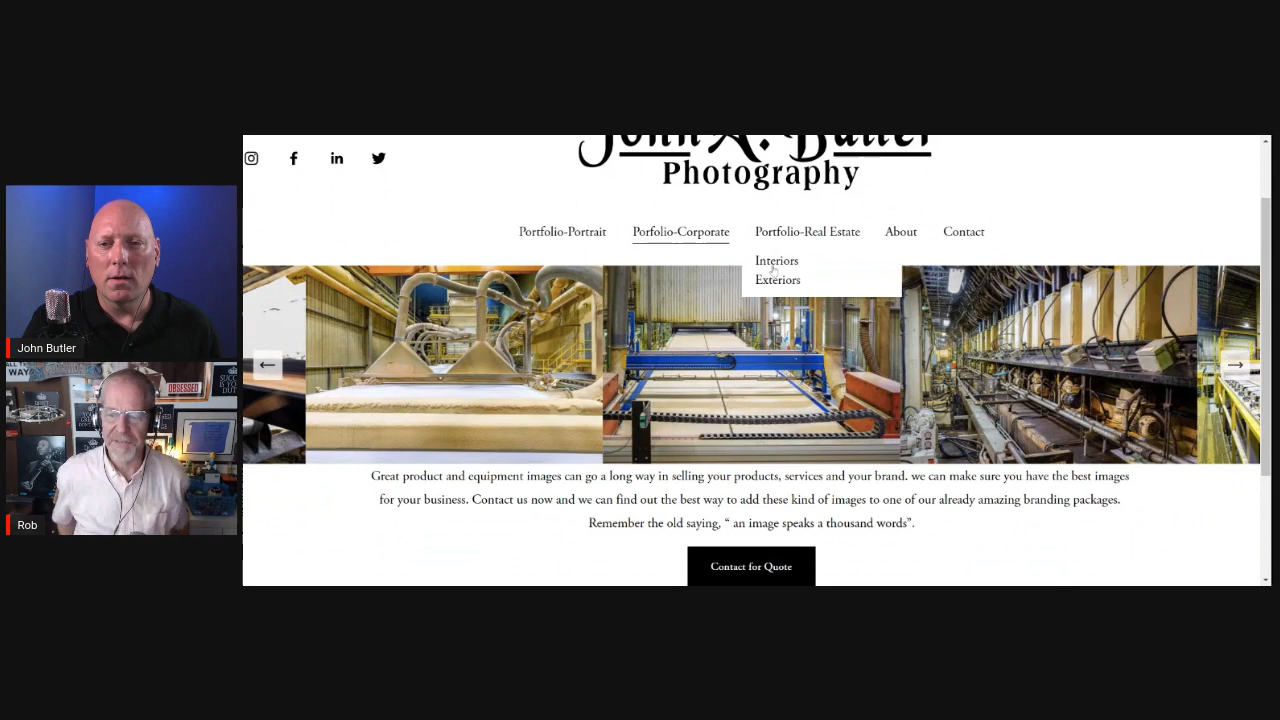 John A. Butler
Photography
Portfolio-Portrait
Porfolio-Corporate
Portfolio-Real Estate
About
Contact
Interiors
Exteriors
Great product and equipment images can go a long way in selling your products, services and your brand. we can make sure you have the best images
for your business. Contact us now and we can find out the best way to add these kind of images to one of our already amazing branding packages.
Remember the old saying, “ an image speaks a thousand words”.
Contact for Quote
John Butler
WAY
OBSESSED
Rob